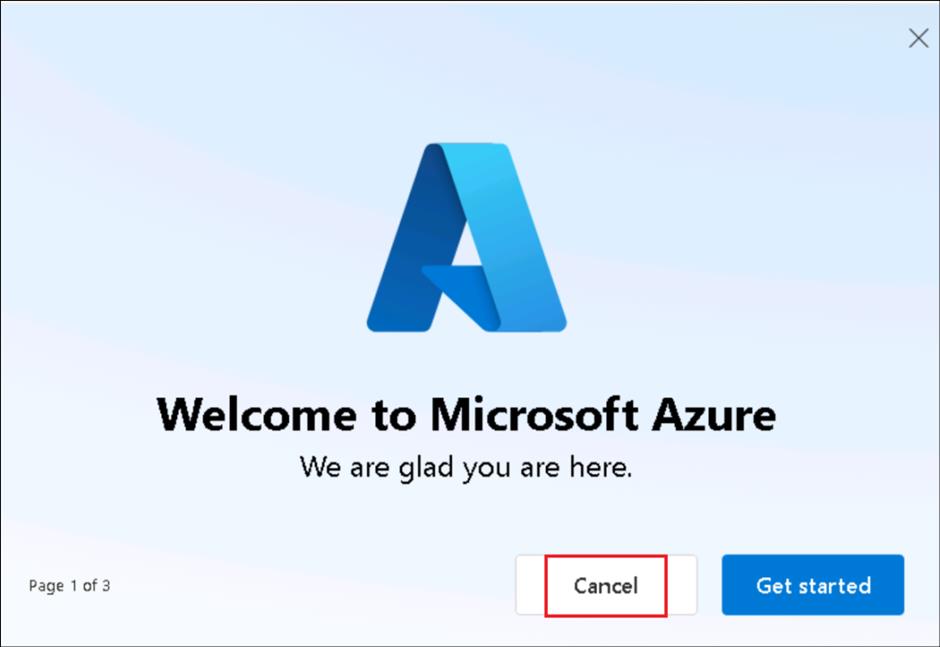 Welcome to Microsoft Azure
We are glad you are here.
Page 1 of 3
Cancel
Get started